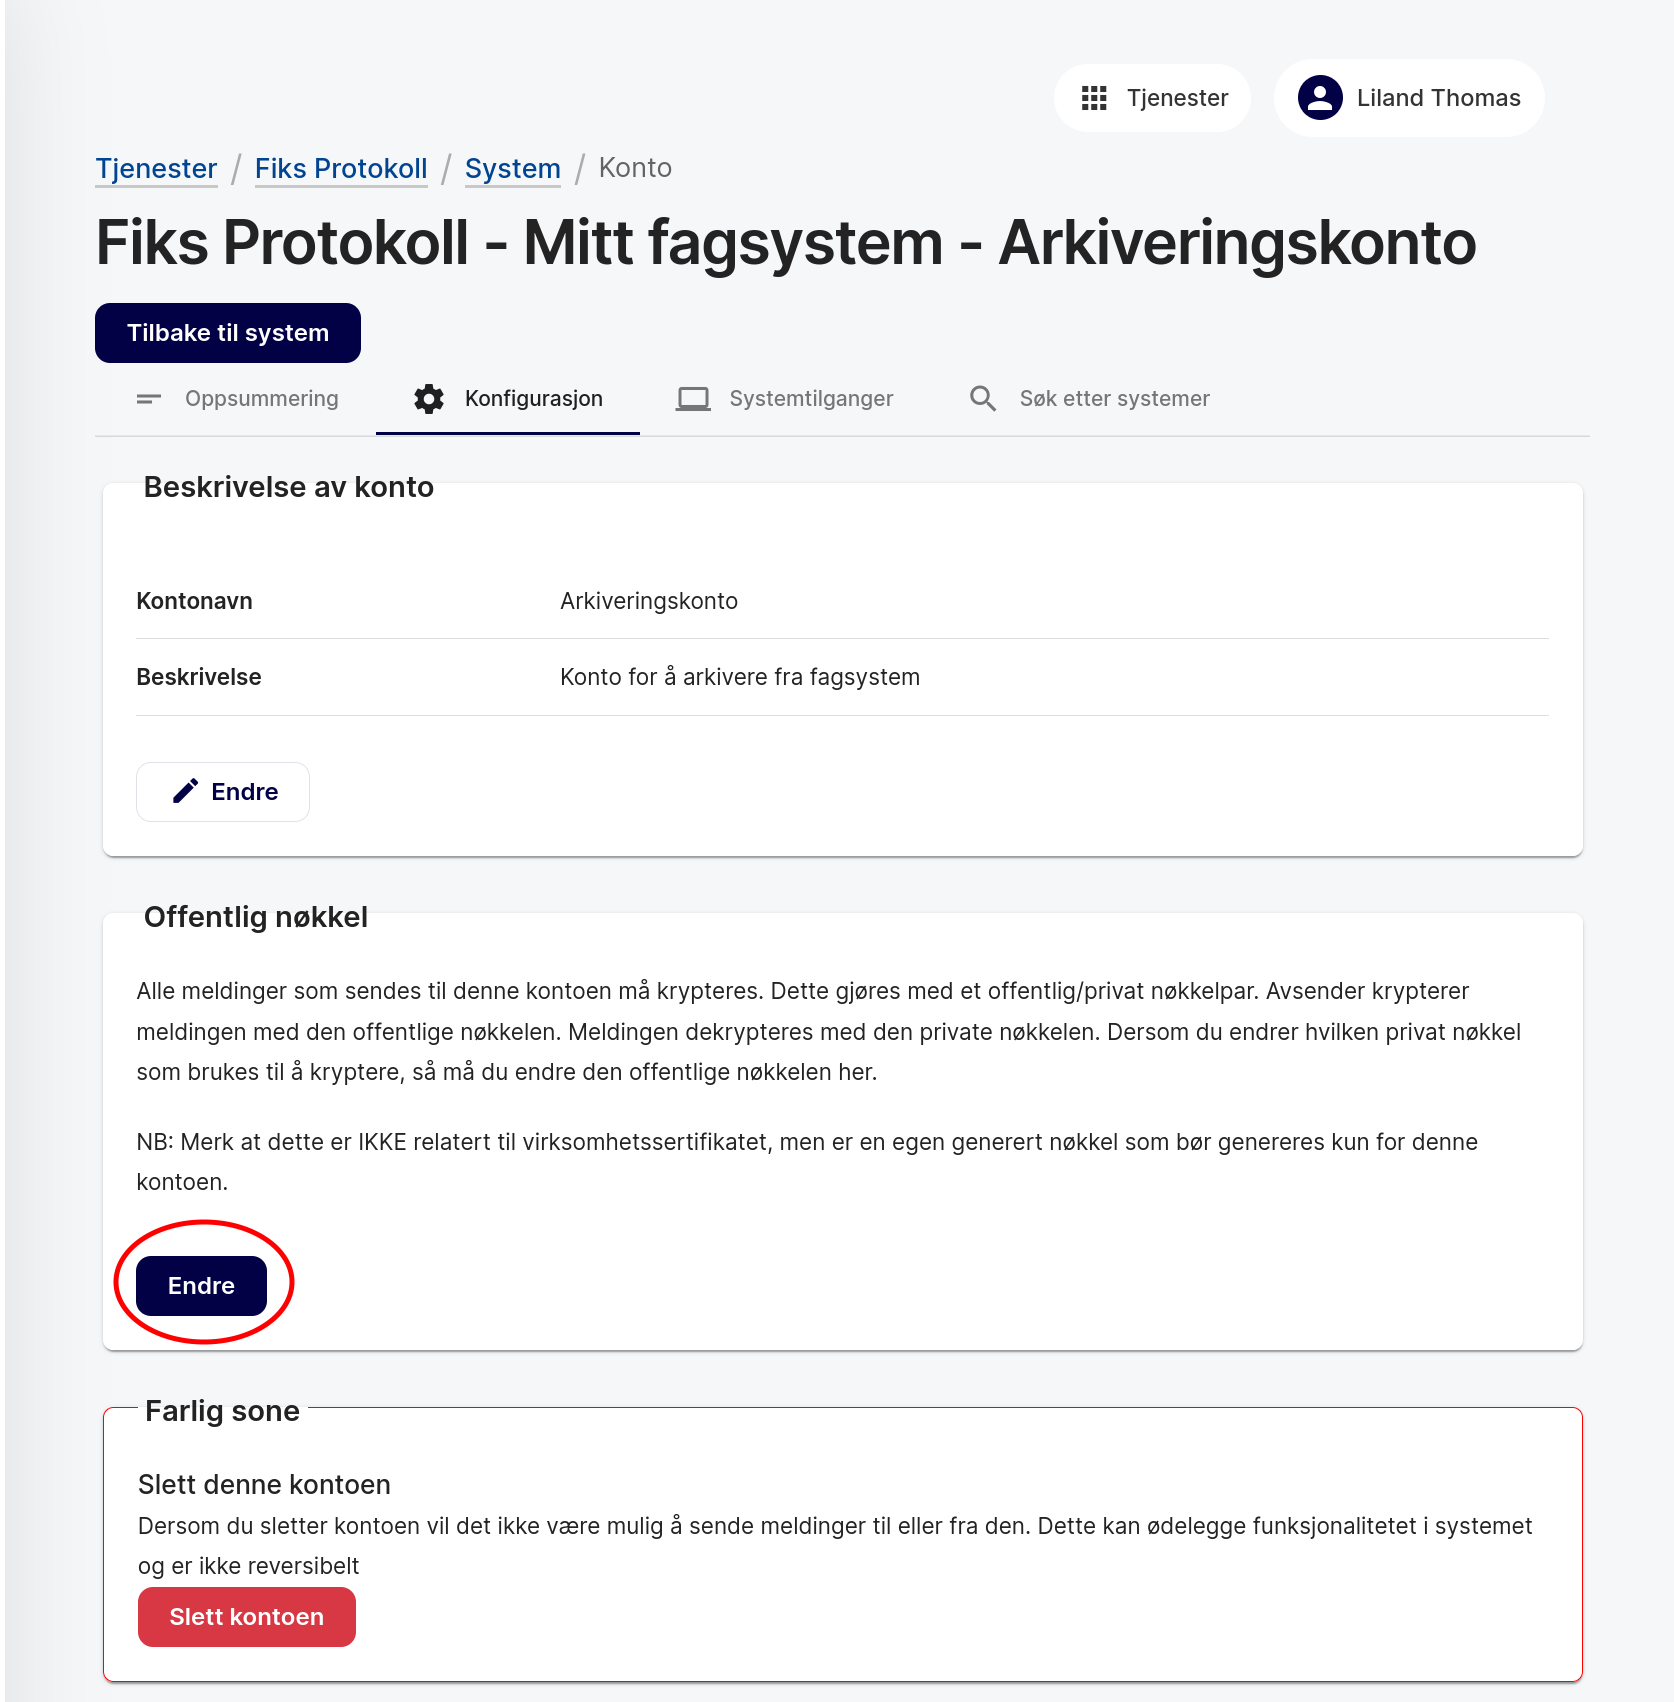 Tjenester
Liland Thomas
Tjenester / Fiks Protokoll / System / Konto
Fiks Protokoll - Mitt fagsystem - Arkiveringskonto
Tilbake til system
Oppsummering Konfigurasjon Systemtilganger Søk etter systemer
Beskrivelse av konto
Kontonavn Arkiveringskonto
Beskrivelse Konto for å arkivere fra fagsystem
Endre
Offentlig nøkkel
Alle meldinger som sendes til denne kontoen må krypteres. Dette gjøres med et offentlig/privat nøkkelpar. Avsender krypterer
meldingen med den offentlige nøkkelen. Meldingen dekrypteres med den private nøkkelen. Dersom du endrer hvilken privat nøkkel
som brukes til å kryptere, så må du endre den offentlige nøkkelen her.
NB: Merk at dette er IKKE relatert til virksomhetssertifikatet, men er en egen generert nøkkel som bør genereres kun for denne
kontoen.
Endre
Farlig sone
Slett denne kontoen
Dersom du sletter kontoen vil det ikke være mulig å sende meldinger til eller fra den. Dette kan ødelegge funksjonalitetet i systemet
og er ikke reversibelt
Slett kontoen